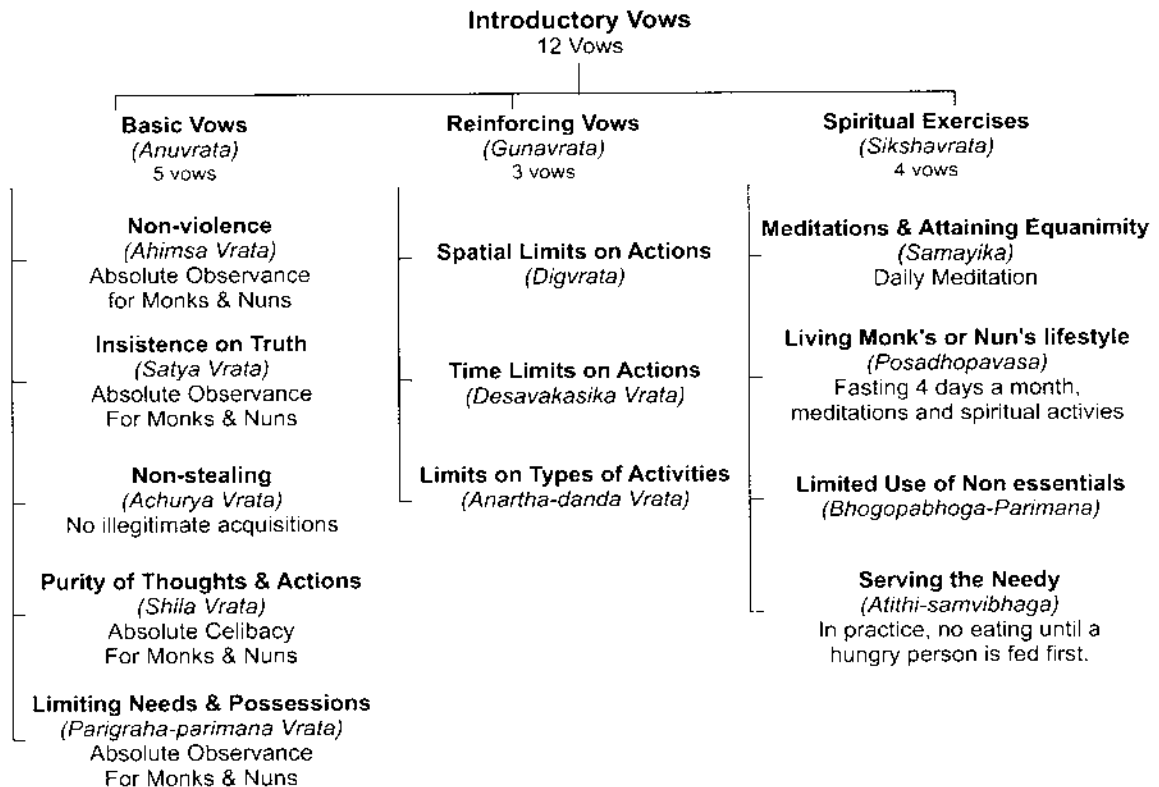 Introductory Vows
12 Vows
Basic Vows
(Anuvrata)
5 vows
Non-violence
(Ahimsa Vrata)
Absolute Observance
for Monks & Nuns
Insistence on Truth
(Satya Vrata)
Absolute Observance
For Monks & Nuns
Non-stealing
(Achurya Vrata)
No illegitimate acquisitions
Purity of Thoughts & Actions
(Shila Vrata)
Absolute Celibacy
For Monks & Nuns
Limiting Needs & Possessions
(Parigraha-parimana Vrata)
Absolute Observance
For Monks & Nuns
Reinforcing Vows
(Gunavrata)
3 vows
Spatial Limits on Actions
(Digvrata)
Time Limits on Actions
(Desavakasika Vrata)
Limits on Types of Activities
(Anartha-danda Vrata)
Spiritual Exercises
(Sikshavrata)
4 vows
Meditations & Attaining Equanimity
(Samayika)
Daily Meditation
Living Monk's or Nun's lifestyle
(Posadhopavasa)
Fasting 4 days a month,
meditations and spiritual activies
Limited Use of Non essentials
(Bhogopabhoga-Parimana)
Serving the Needy
(Atithi-samvibhaga)
In practice, no eating until a
hungry person is fed first.